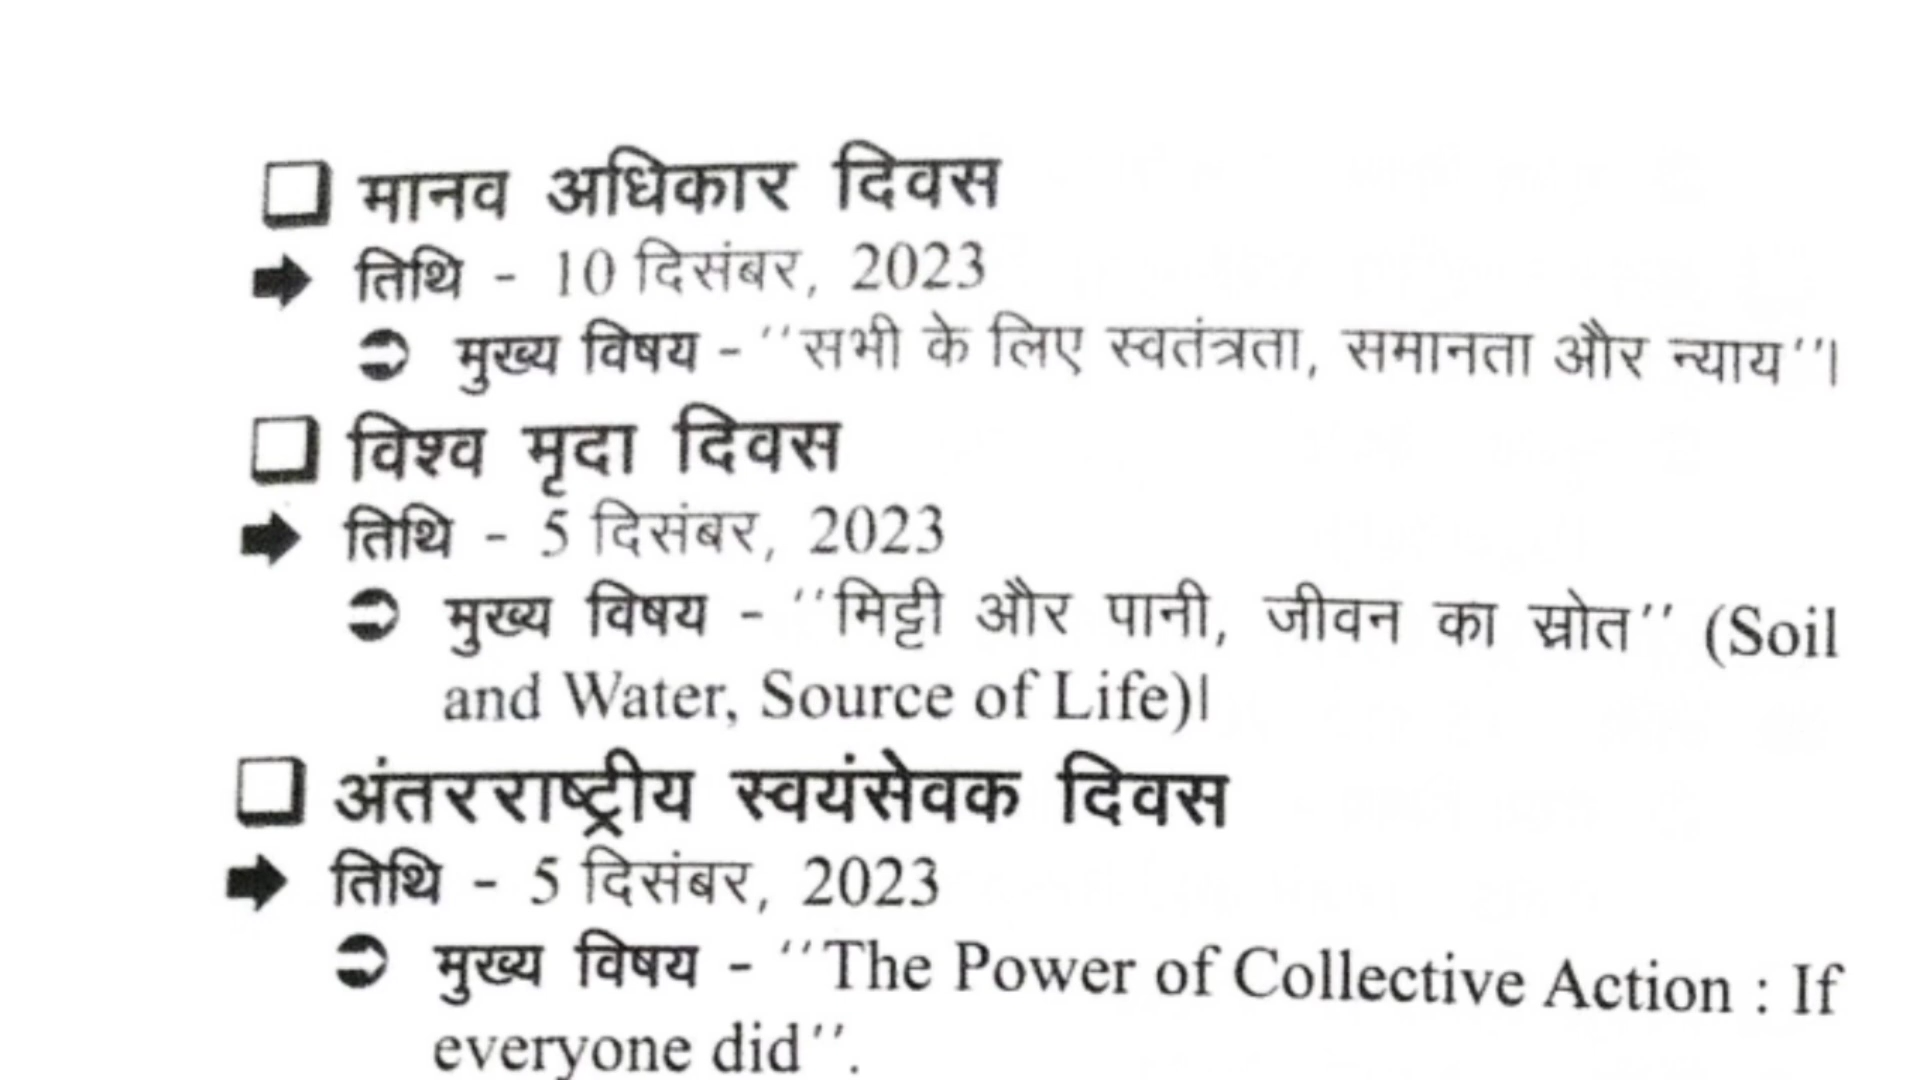 ❑ मानव अधिकार दिवस
➡ तिथि - 10 दिसंबर, 2023
➲ मुख्य विषय - ''सभी के लिए स्वतंत्रता, समानता और न्याय''।
❑ विश्व मृदा दिवस
➡ तिथि - 5 दिसंबर, 2023
➲ मुख्य विषय - ''मिट्टी और पानी, जीवन का स्रोत'' (Soil
and Water, Source of Life)।
❑ अंतरराष्ट्रीय स्वयंसेवक दिवस
➡ तिथि - 5 दिसंबर, 2023
➲ मुख्य विषय - ''The Power of Collective Action : If
everyone did''.